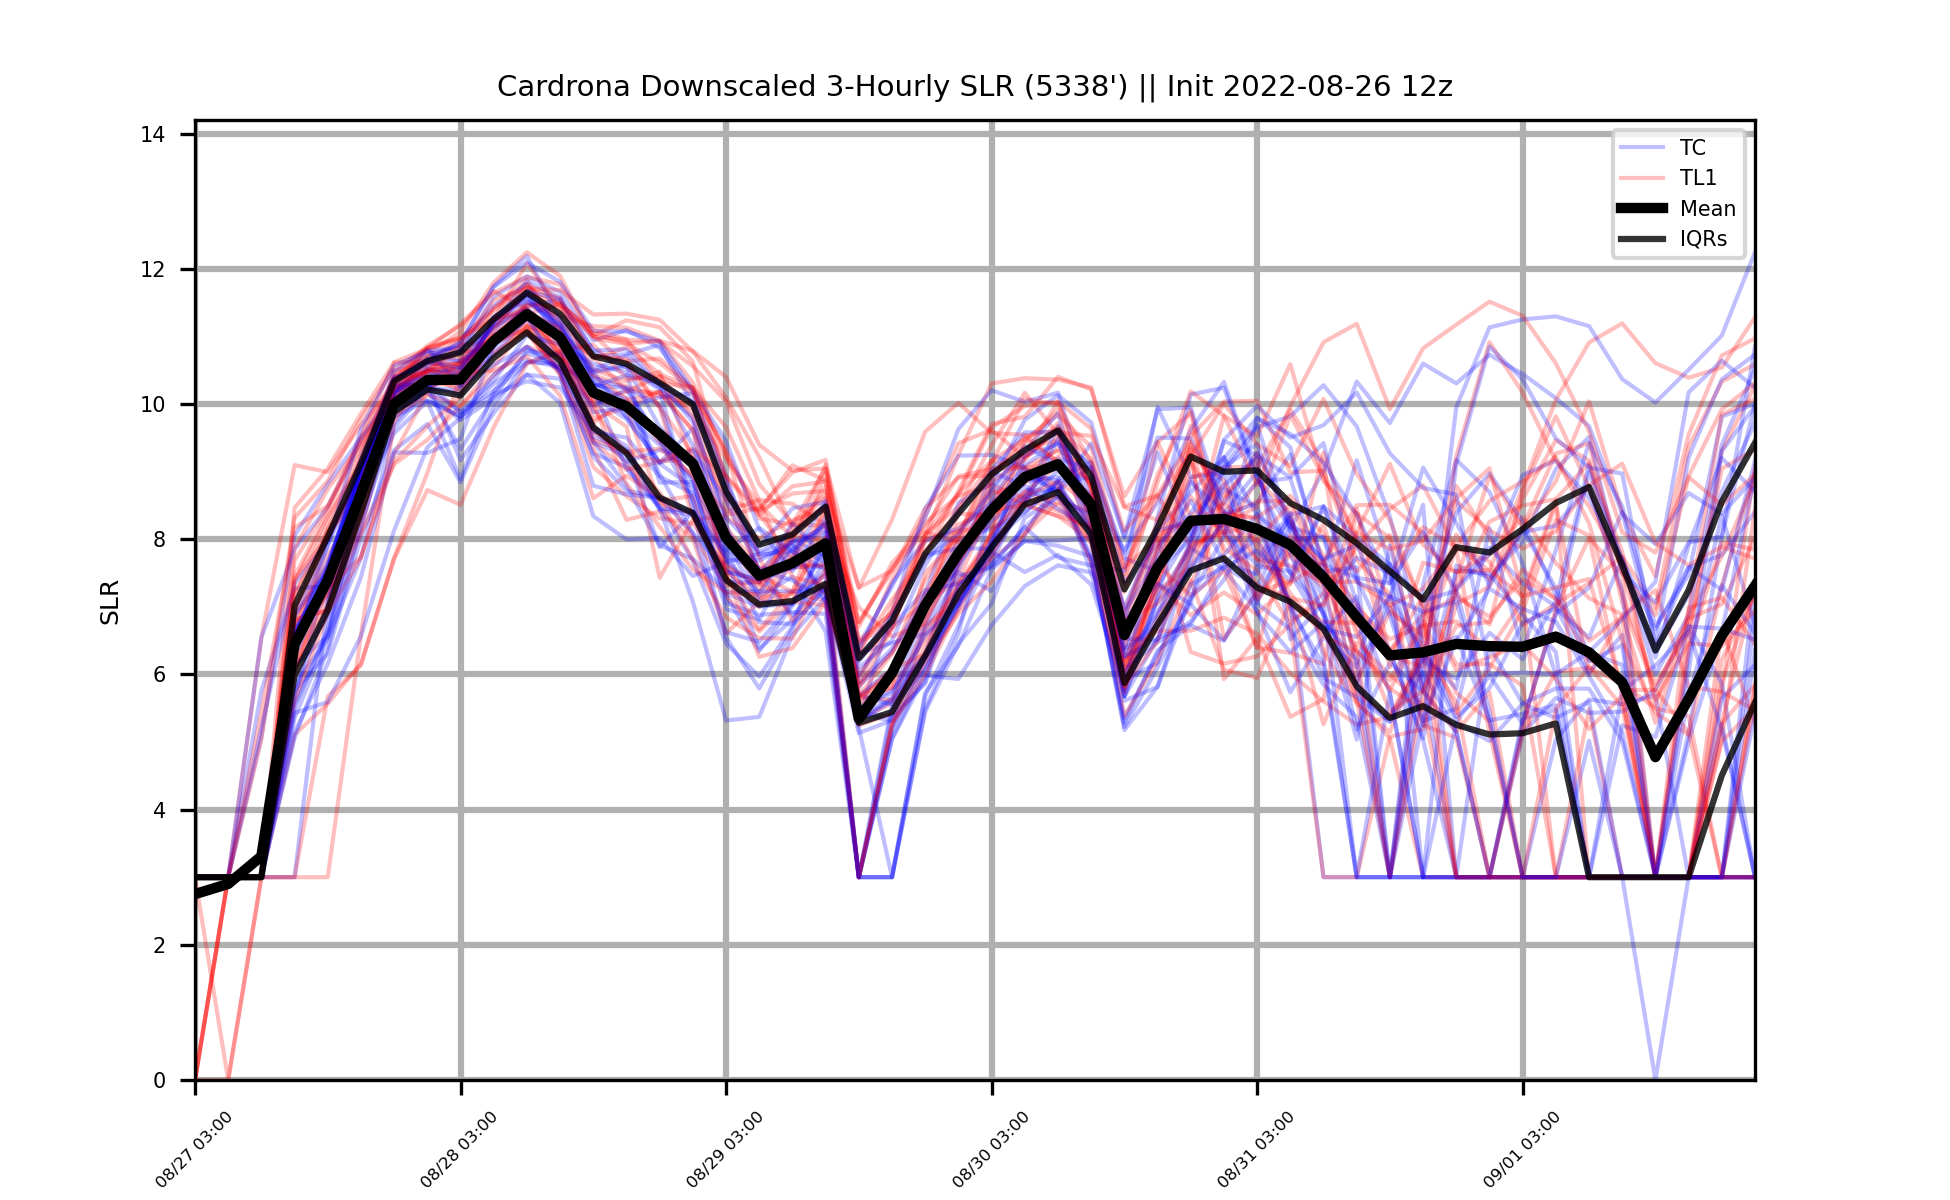 Cardrona Downscaled 3-Hourly SLR (5338') || Init 2022-08-26 12z
14
12
10
8
6
4
2
0
SLR
TC
TL1
Mean
IQRs
08/27 03:00
08/28 03:00
08/29 03:00
08/30 03:00
08/31 03:00
09/01 03:00